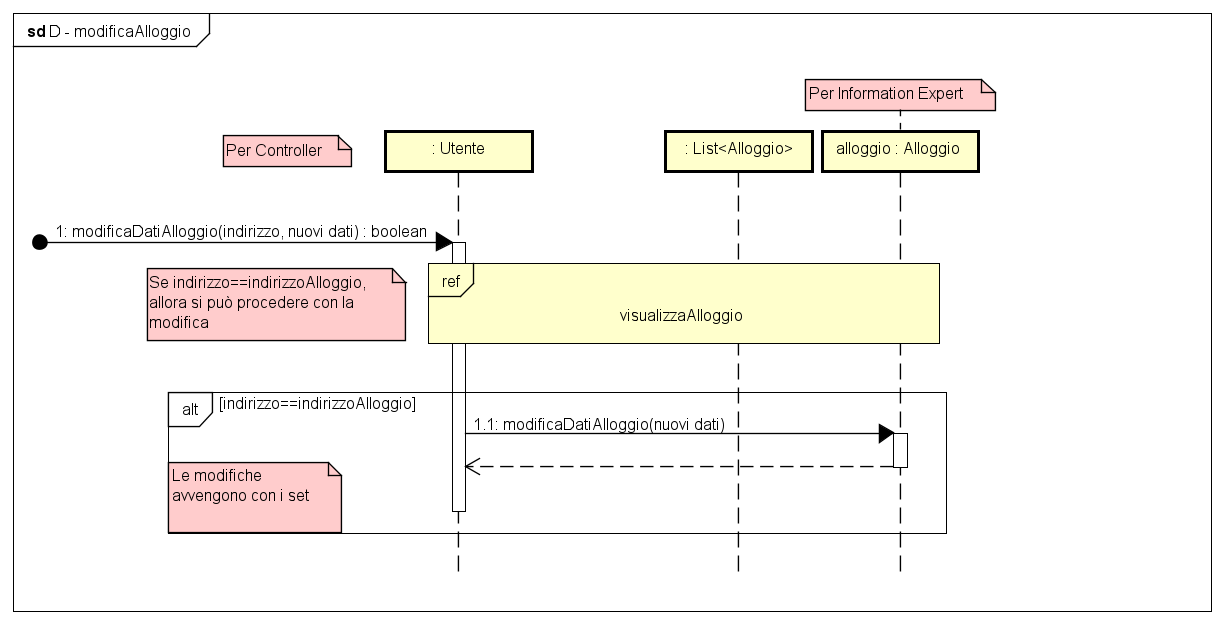 sd D - modificaAlloggio
Per Information Expert
Per Controller
: Utente
: List<Alloggio>
alloggio : Alloggio
1: modificaDatiAlloggio(indirizzo, nuovi dati) : boolean
Se indirizzo==indirizzoAlloggio,
allora si può procedere con la
modifica
ref
visualizzaAlloggio
alt
[indirizzo==indirizzoAlloggio]
1.1: modificaDatiAlloggio(nuovi dati)
Le modifiche
avvengono con i set